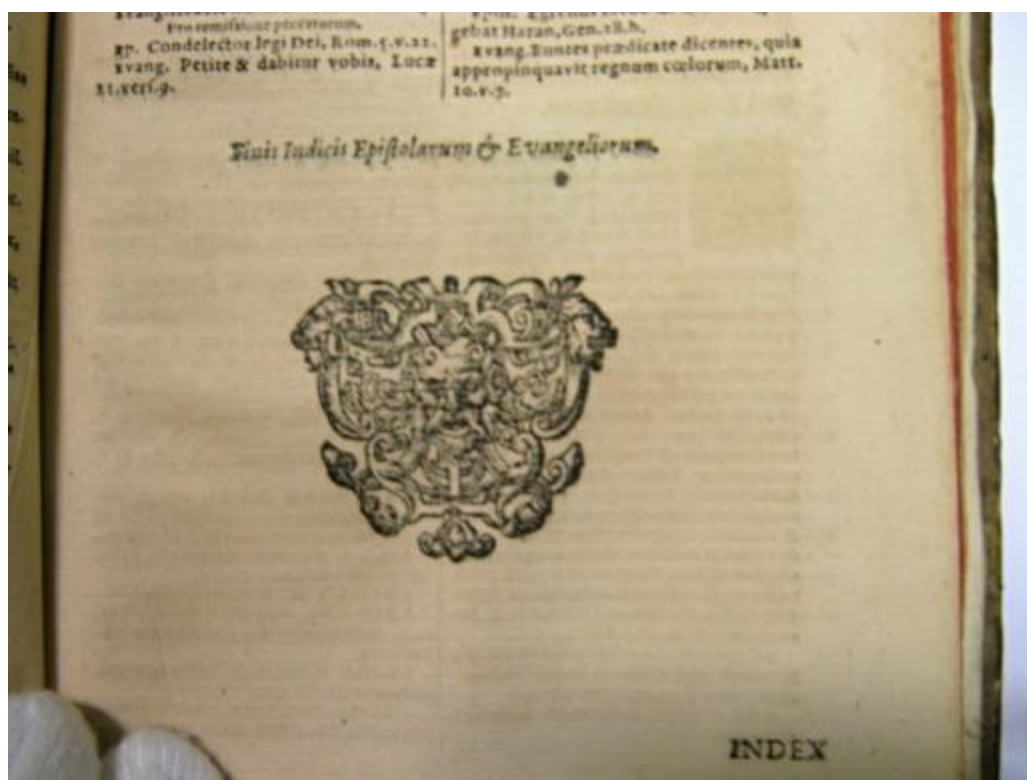 Pro remissione peccatorum.
Ep. Condelector legi Dei, Rom.5.v.22.
Evang. Petite & dabitur vobis, Lucæ
11.vers.9.
gebat Haran, Gen.28.b.
Evang. Euntes prædicate dicentes, quia
appropinquavit regnum cœlorum, Matt.
10.v.7.
Finis Indicis Epistolarum & Evangeliorum.
INDEX